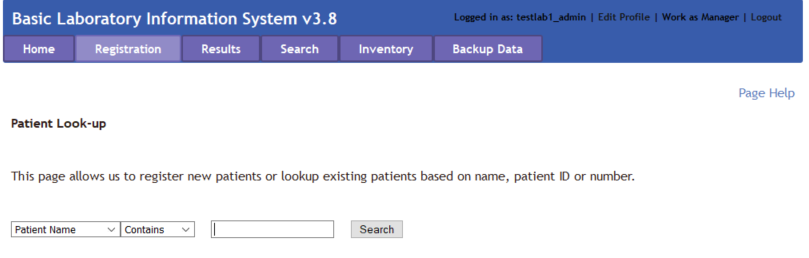 Basic Laboratory Information System v3.8
Logged in as: testlab1_admin | Edit Profile | Work as Manager | Logout
Home Registration Results Search Inventory Backup Data
Page Help
Patient Look-up
This page allows us to register new patients or lookup existing patients based on name, patient ID or number.
Patient Name Contains Search